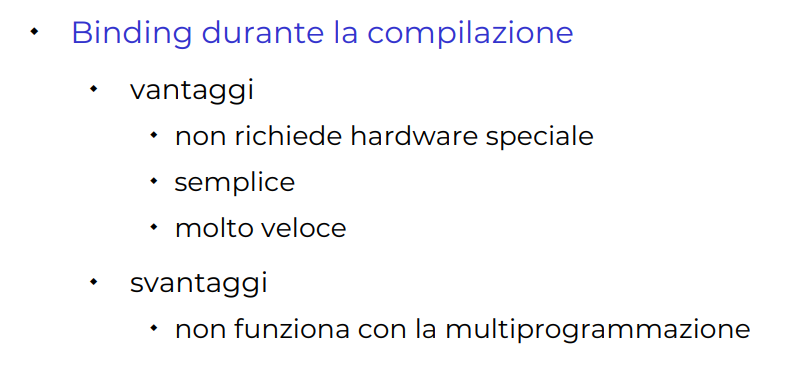 Binding durante la compilazione
vantaggi
non richiede hardware speciale
semplice
molto veloce
svantaggi
non funziona con la multiprogrammazione